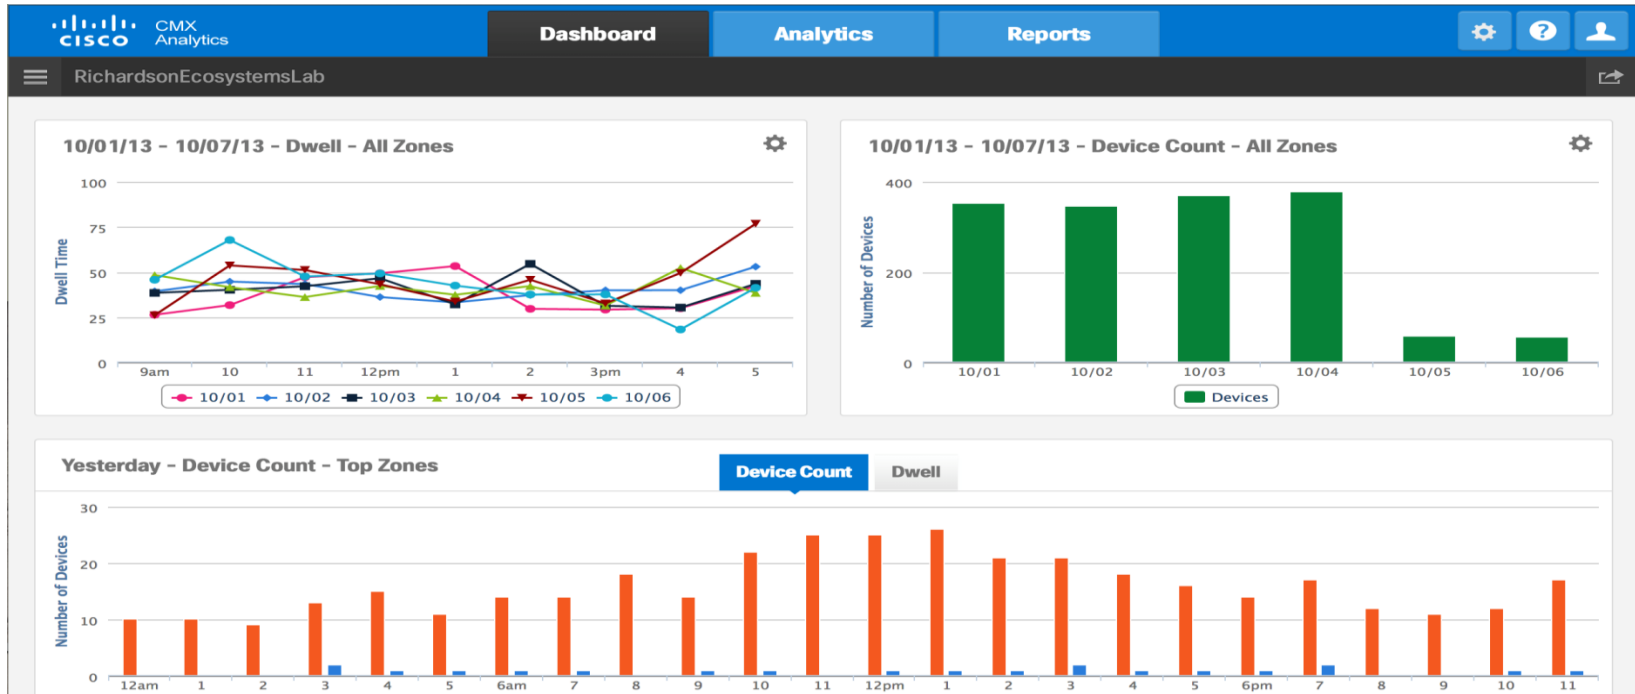 CISCO CMX Analytics
Dashboard Analytics Reports
RichardsonEcosystemsLab
10/01/13 - 10/07/13 - Dwell - All Zones
Dwell Time
100
75
50
25
0
9am 10 11 12pm 1 2 3pm 4 5
10/01 10/02 10/03 10/04 10/05 10/06
10/01/13 - 10/07/13 - Device Count - All Zones
Number of Devices
400
200
0
10/01 10/02 10/03 10/04 10/05 10/06
Devices
Yesterday - Device Count - Top Zones
Device Count Dwell
Number of Devices
30
20
10
0
12am 1 2 3 4 5 6am 7 8 9 10 11 12pm 1 2 3 4 5 6pm 7 8 9 10 11